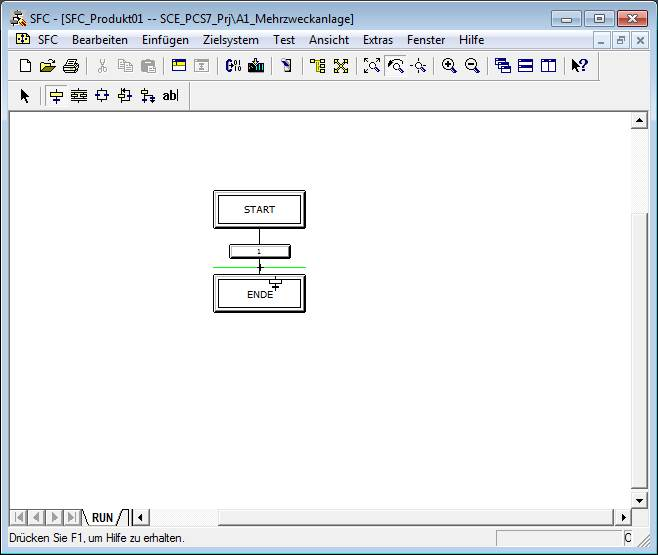 SFC - [SFC_Produkt01 -- SCE_PCS7_Prj\A1_Mehrzweckanlage]
SFC Bearbeiten Einfügen Zielsystem Test Ansicht Extras Fenster Hilfe
ab|
START
1
ENDE
RUN
Drücken Sie F1, um Hilfe zu erhalten.